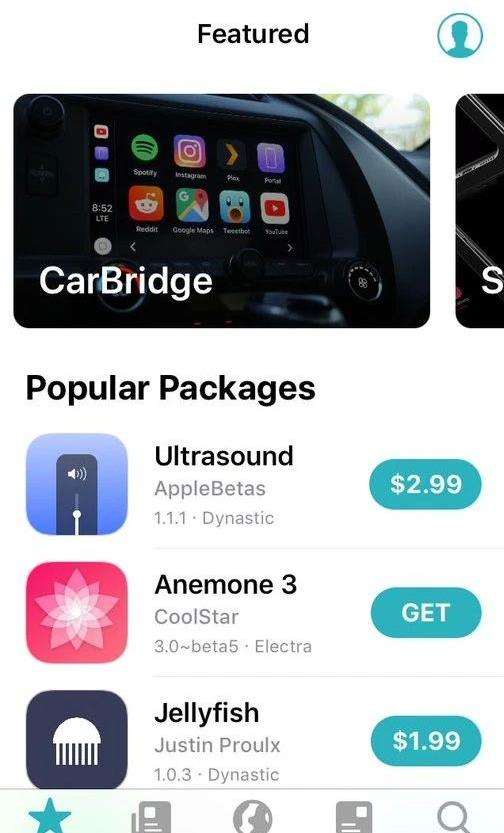 Featured
Spotify
Instagram
Plex
Portal
8:52
LTE
Reddit
Google Maps
Tweetbot
YouTube
CarBridge
S
Popular Packages
Ultrasound
AppleBetas
1.1.1 · Dynastic
$2.99
Anemone 3
CoolStar
3.0~beta5 · Electra
GET
Jellyfish
Justin Proulx
1.0.3 · Dynastic
$1.99